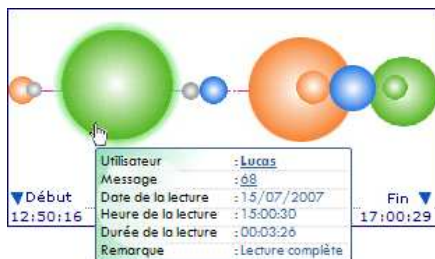 Utilisateur : Lucas
Message : 68
Date de la lecture : 15/07/2007
Heure de la lecture : 15:00:30
Durée de la lecture : 00:03:26
Remarque : Lecture complète
▼Début
12:50:16
Fin ▼
17:00:29